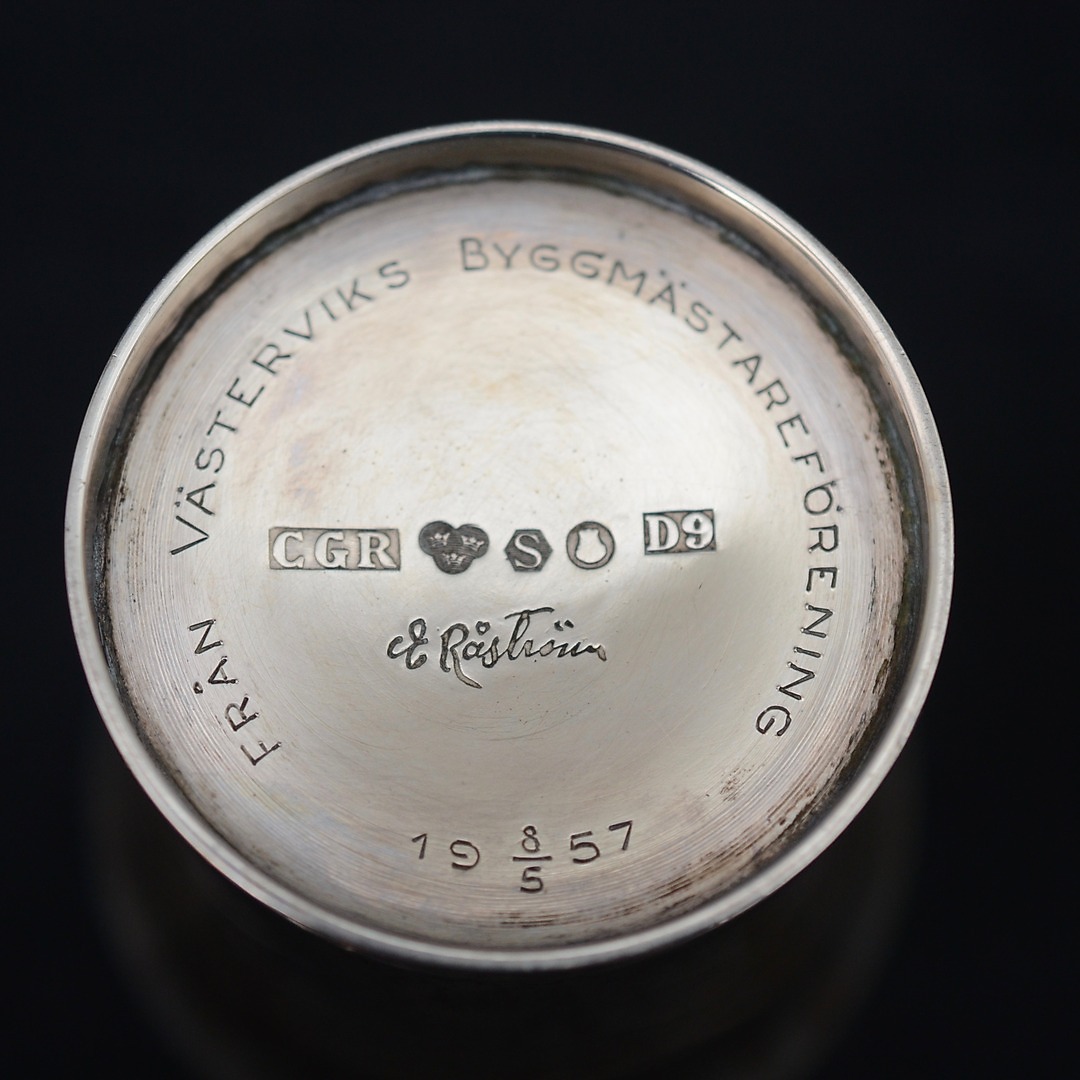 FRÅN VÄSTERVIKS BYGGMÄSTAREFÖRENING
CGR S D9
E Råström
19 8/5 57